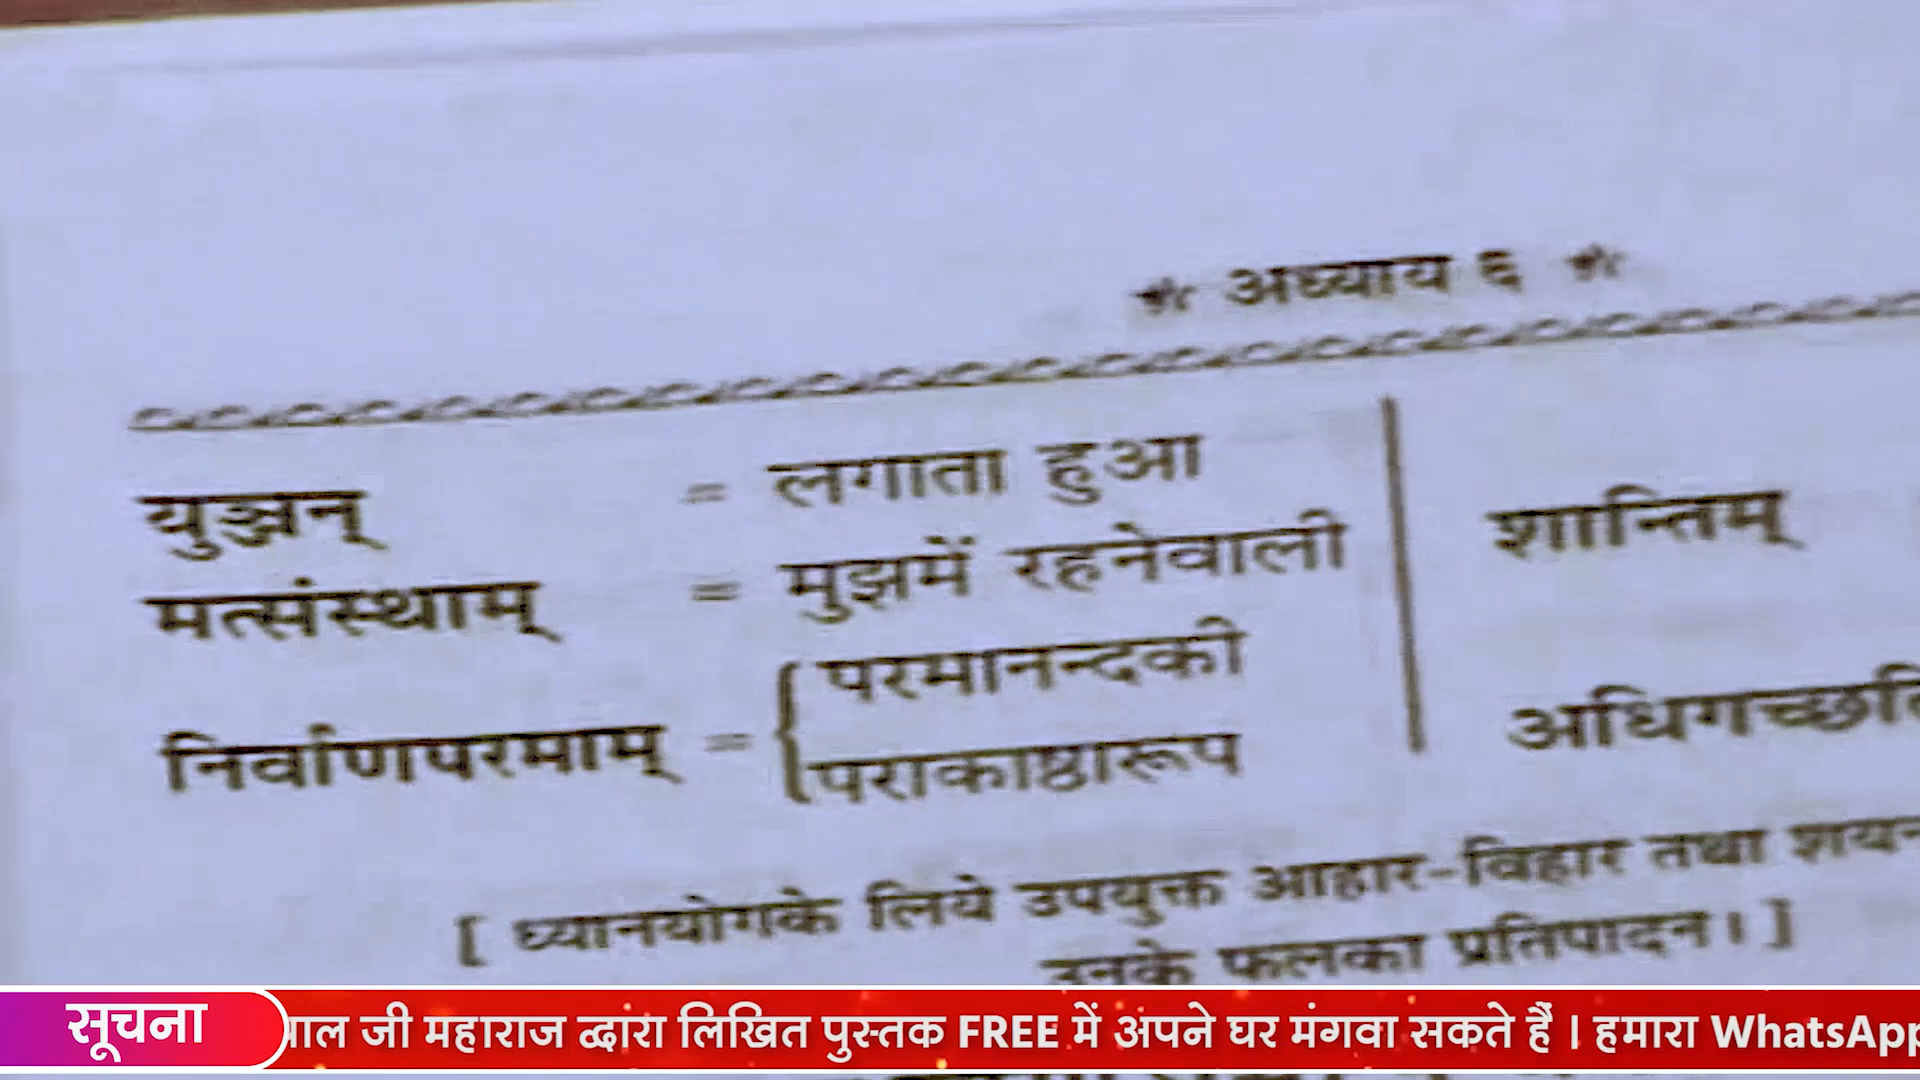 * अध्याय ६ *
युञ्जन् = लगाता हुआ
मत्संस्थाम् = मुझमें रहनेवाली
निर्वाणपरमाम् = { परमानन्दकी
पराकाष्ठारूप
शान्तिम्
अधिगच्छति
[ ध्यानयोगके लिये उपयुक्त आहार-विहार तथा शयन
उनके फलका प्रतिपादन। ]
सूचना
पाल जी महाराज द्वारा लिखित पुस्तक FREE में अपने घर मंगवा सकते हैं । हमारा WhatsApp